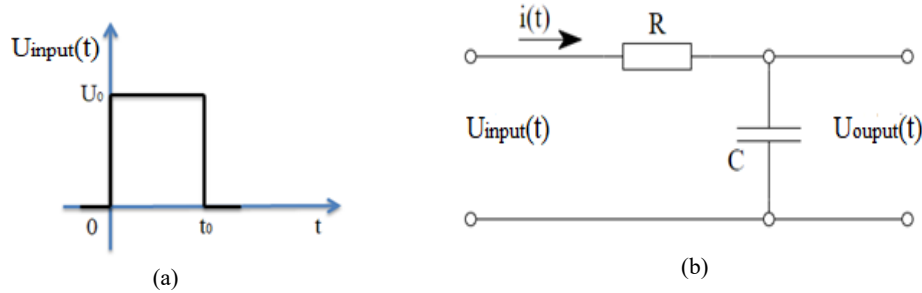 Uinput(t)
U₀
0
t₀
t
(a)
i(t)
R
Uinput(t)
C
Uouput(t)
(b)